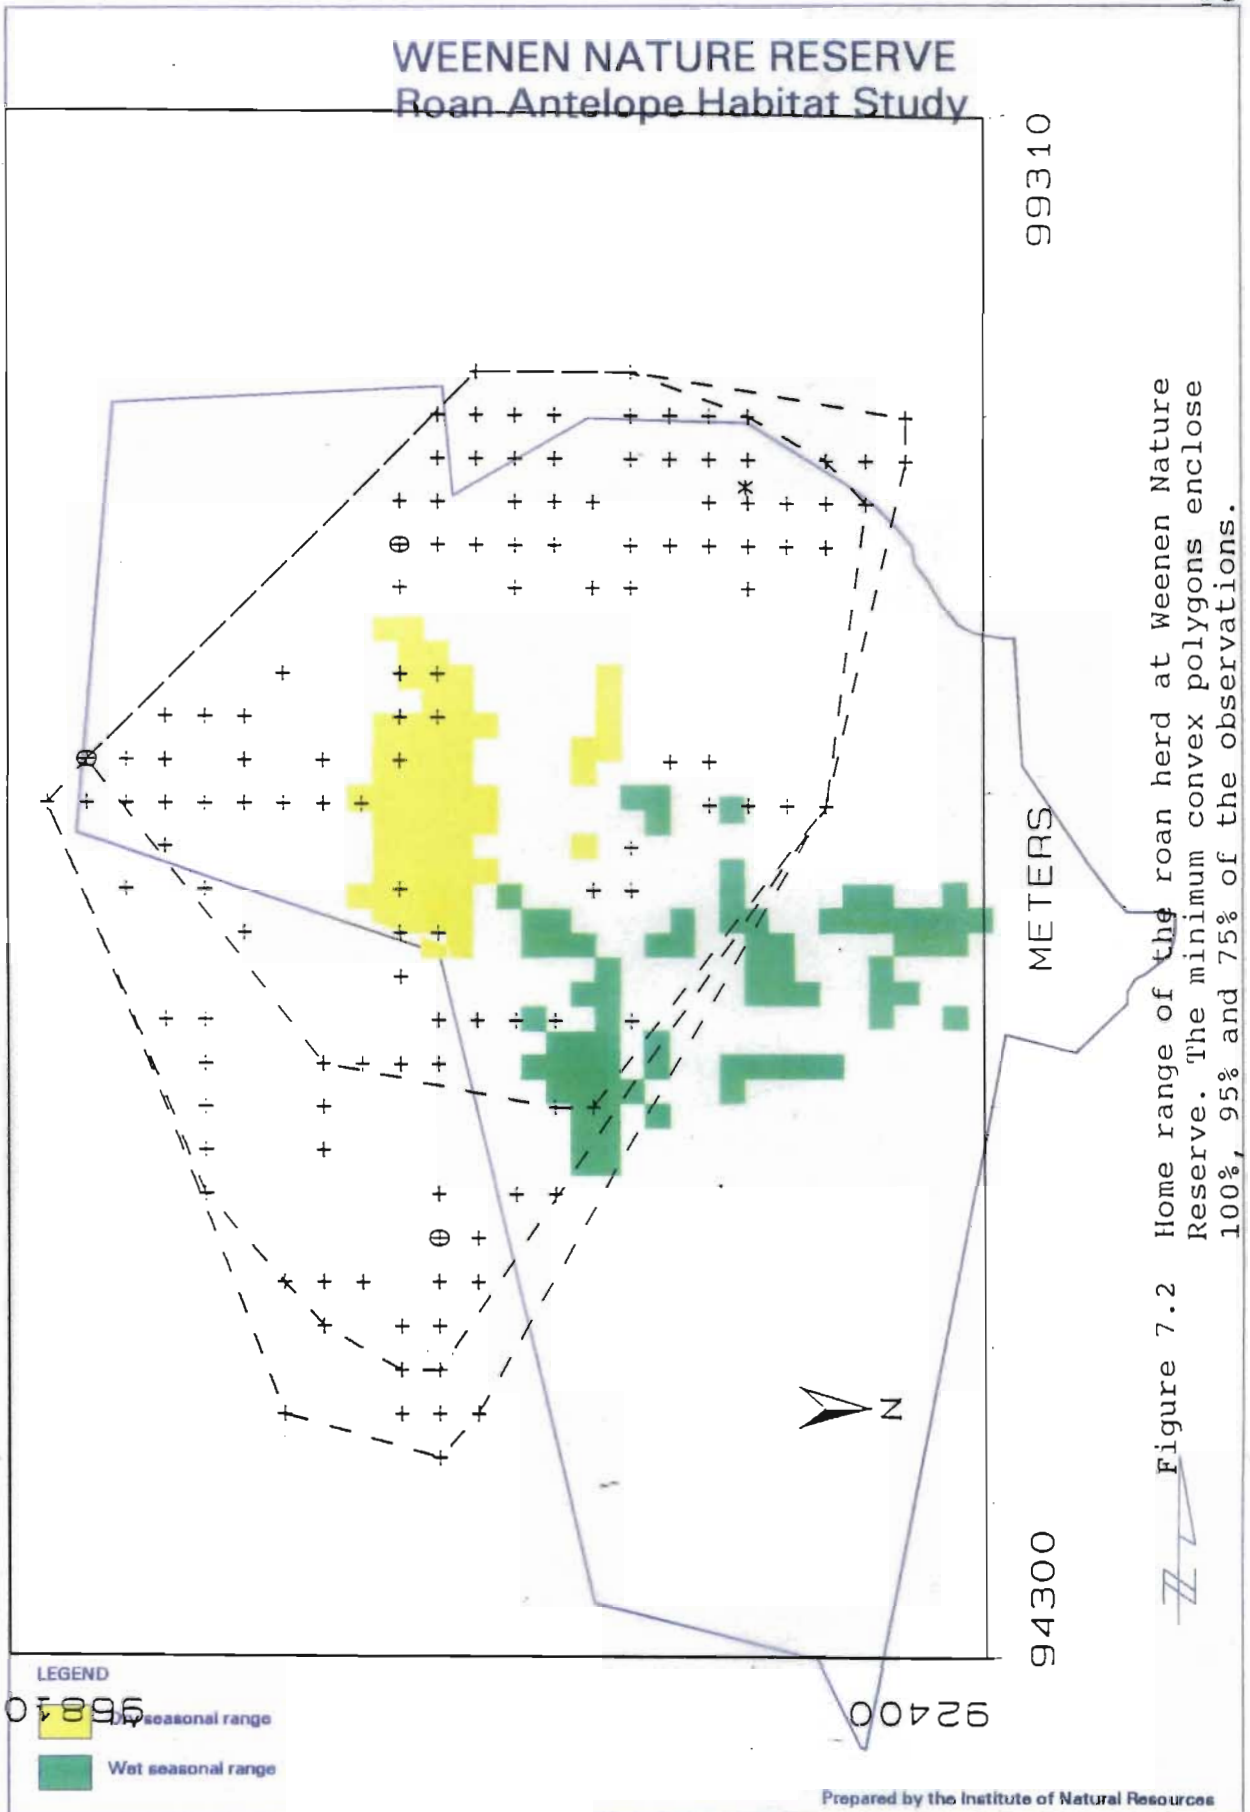 WEENEN NATURE RESERVE
Roan Antelope Habitat Study
99310
METERS
94300
92400
N
Figure 7.2 Home range of the roan herd at Weenen Nature
Reserve. The minimum convex polygons enclose
100%, 95% and 75% of the observations.
N
LEGEND
Dry seasonal range
Wet seasonal range
Prepared by the Institute of Natural Resources